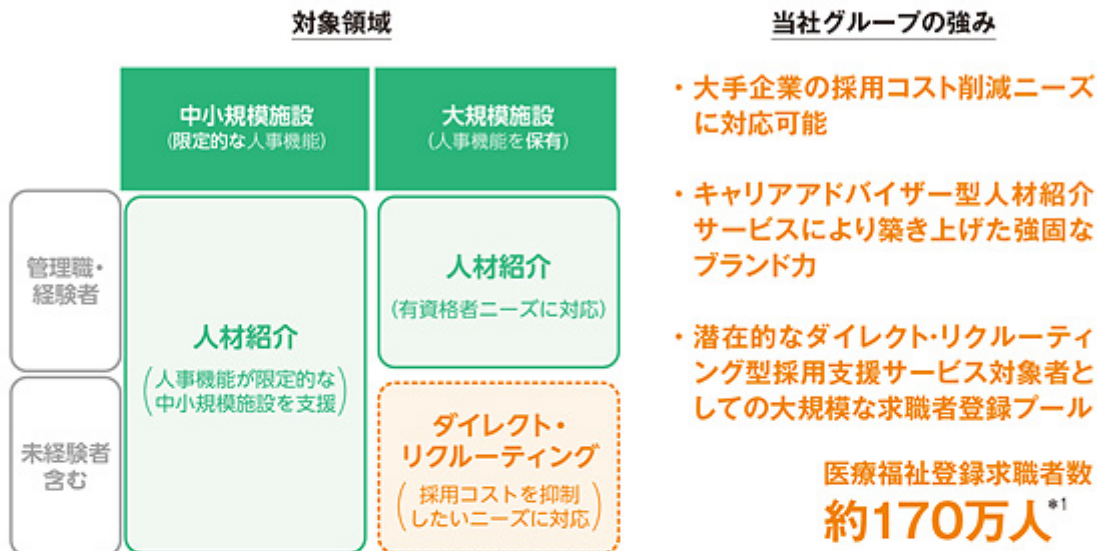 対象領域
中小規模施設
(限定的な人事機能)
大規模施設
(人事機能を保有)
管理職・
経験者
未経験者
含む
人材紹介
(人事機能が限定的な
中小規模施設を支援)
人材紹介
(有資格者ニーズに対応)
ダイレクト・
リクルーティング
(採用コストを抑制
したいニーズに対応)
当社グループの強み
・大手企業の採用コスト削減ニーズ
に対応可能
・キャリアアドバイザー型人材紹介
サービスにより築き上げた強固な
ブランド力
・潜在的なダイレクト・リクルーティ
ング型採用支援サービス対象者と
しての大規模な求職者登録プール
医療福祉登録求職者数
約170万人*1